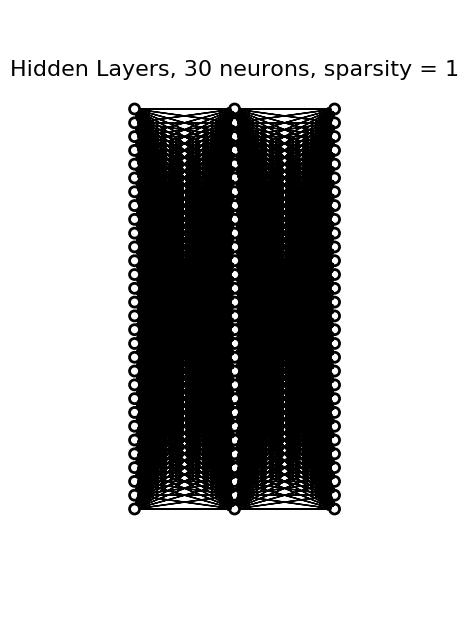 Hidden Layers, 30 neurons, sparsity = 1